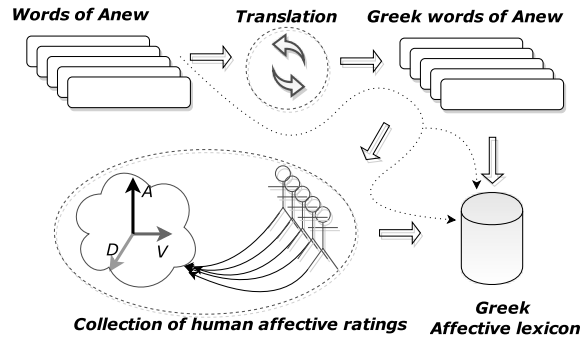 Words of Anew
Translation
Greek words of Anew
A
D
V
Collection of human affective ratings
Greek
Affective lexicon